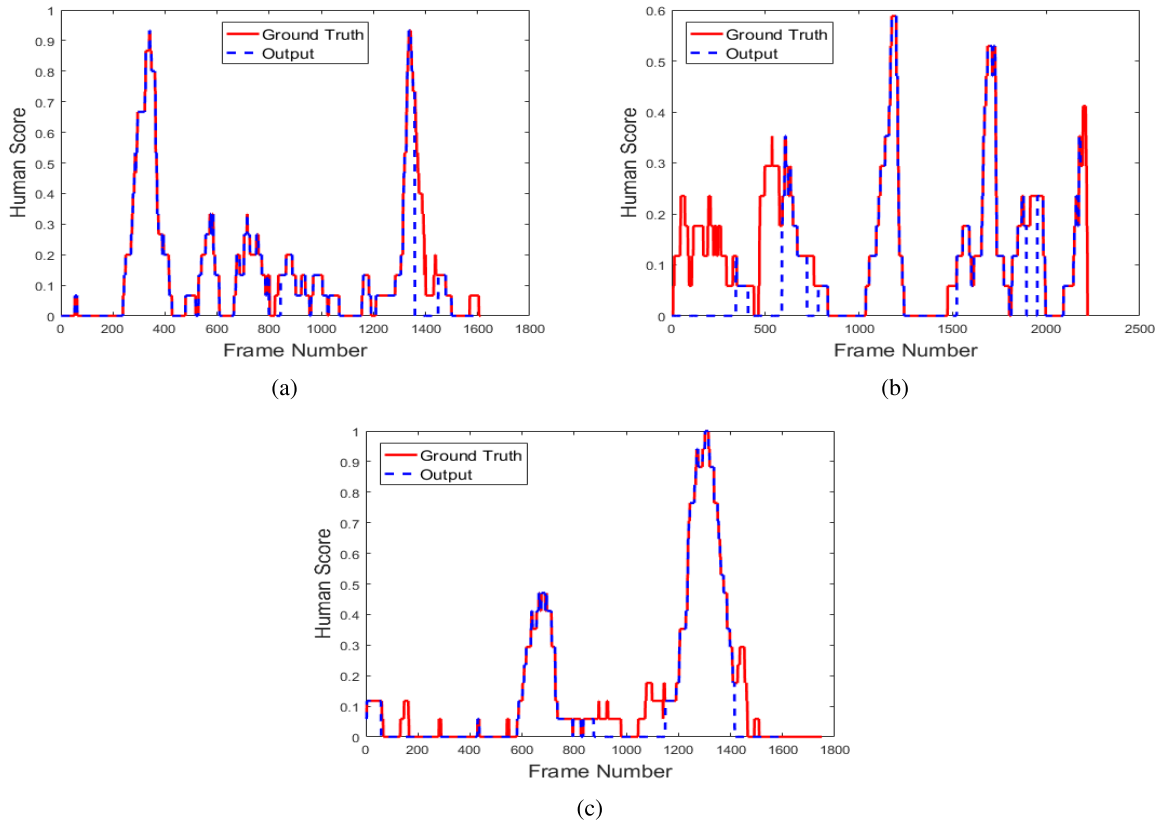 1
0.9
0.8
0.7
0.6
0.5
0.4
0.3
0.2
0.1
0
Human Score
Ground Truth
Output
0 200 400 600 800 1000 1200 1400 1600 1800
Frame Number
(a)
0.6
0.5
0.4
0.3
0.2
0.1
0
Human Score
Ground Truth
Output
0 500 1000 1500 2000 2500
Frame Number
(b)
1
0.9
0.8
0.7
0.6
0.5
0.4
0.3
0.2
0.1
0
Human Score
Ground Truth
Output
0 200 400 600 800 1000 1200 1400 1600 1800
Frame Number
(c)